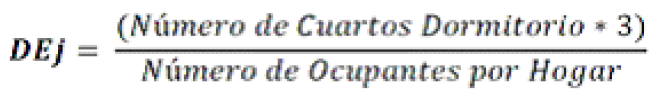 (Número de Cuartos Dormitorio * 3)
DEj =
Número de Ocupantes por Hogar